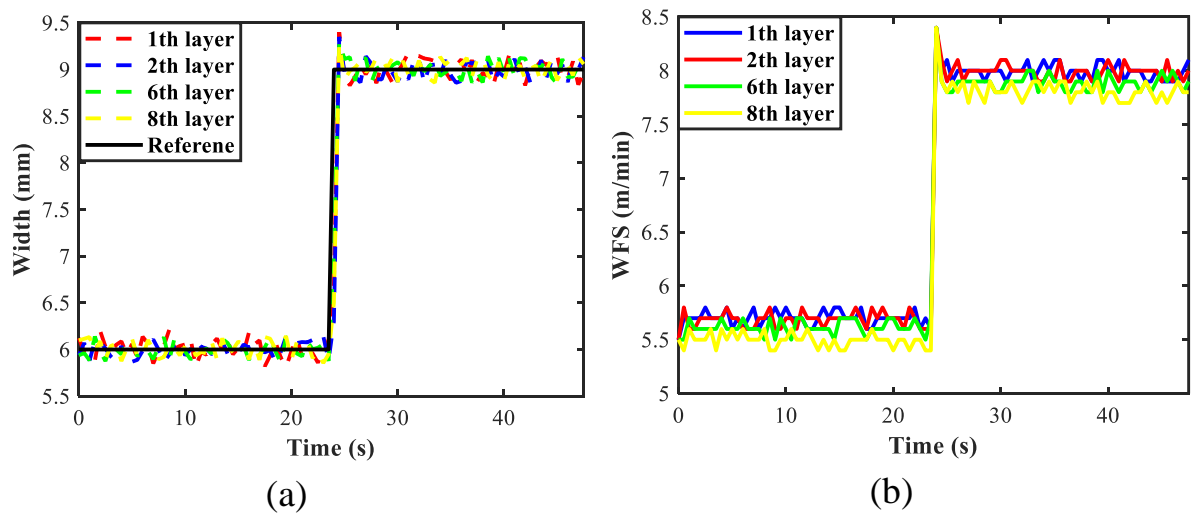 9.5
9
8.5
8
7.5
7
6.5
6
5.5
0
10
20
30
40
Width (mm)
Time (s)
1th layer
2th layer
6th layer
8th layer
Referene
(a)
8.5
8
7.5
7
6.5
6
5.5
5
0
10
20
30
40
WFS (m/min)
Time (s)
1th layer
2th layer
6th layer
8th layer
(b)